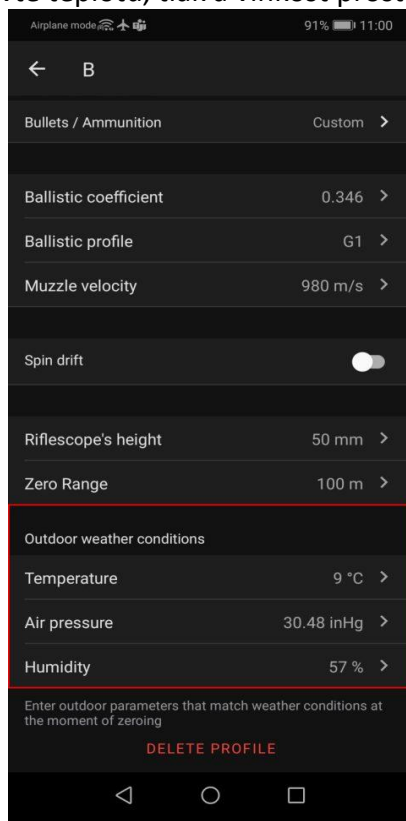 Airplane mode 91% 11:00
B
Bullets / Ammunition Custom
Ballistic coefficient 0.346
Ballistic profile G1
Muzzle velocity 980 m/s
Spin drift
Riflescope's height 50 mm
Zero Range 100 m
Outdoor weather conditions
Temperature 9 °C
Air pressure 30.48 inHg
Humidity 57 %
Enter outdoor parameters that match weather conditions at
the moment of zeroing
DELETE PROFILE